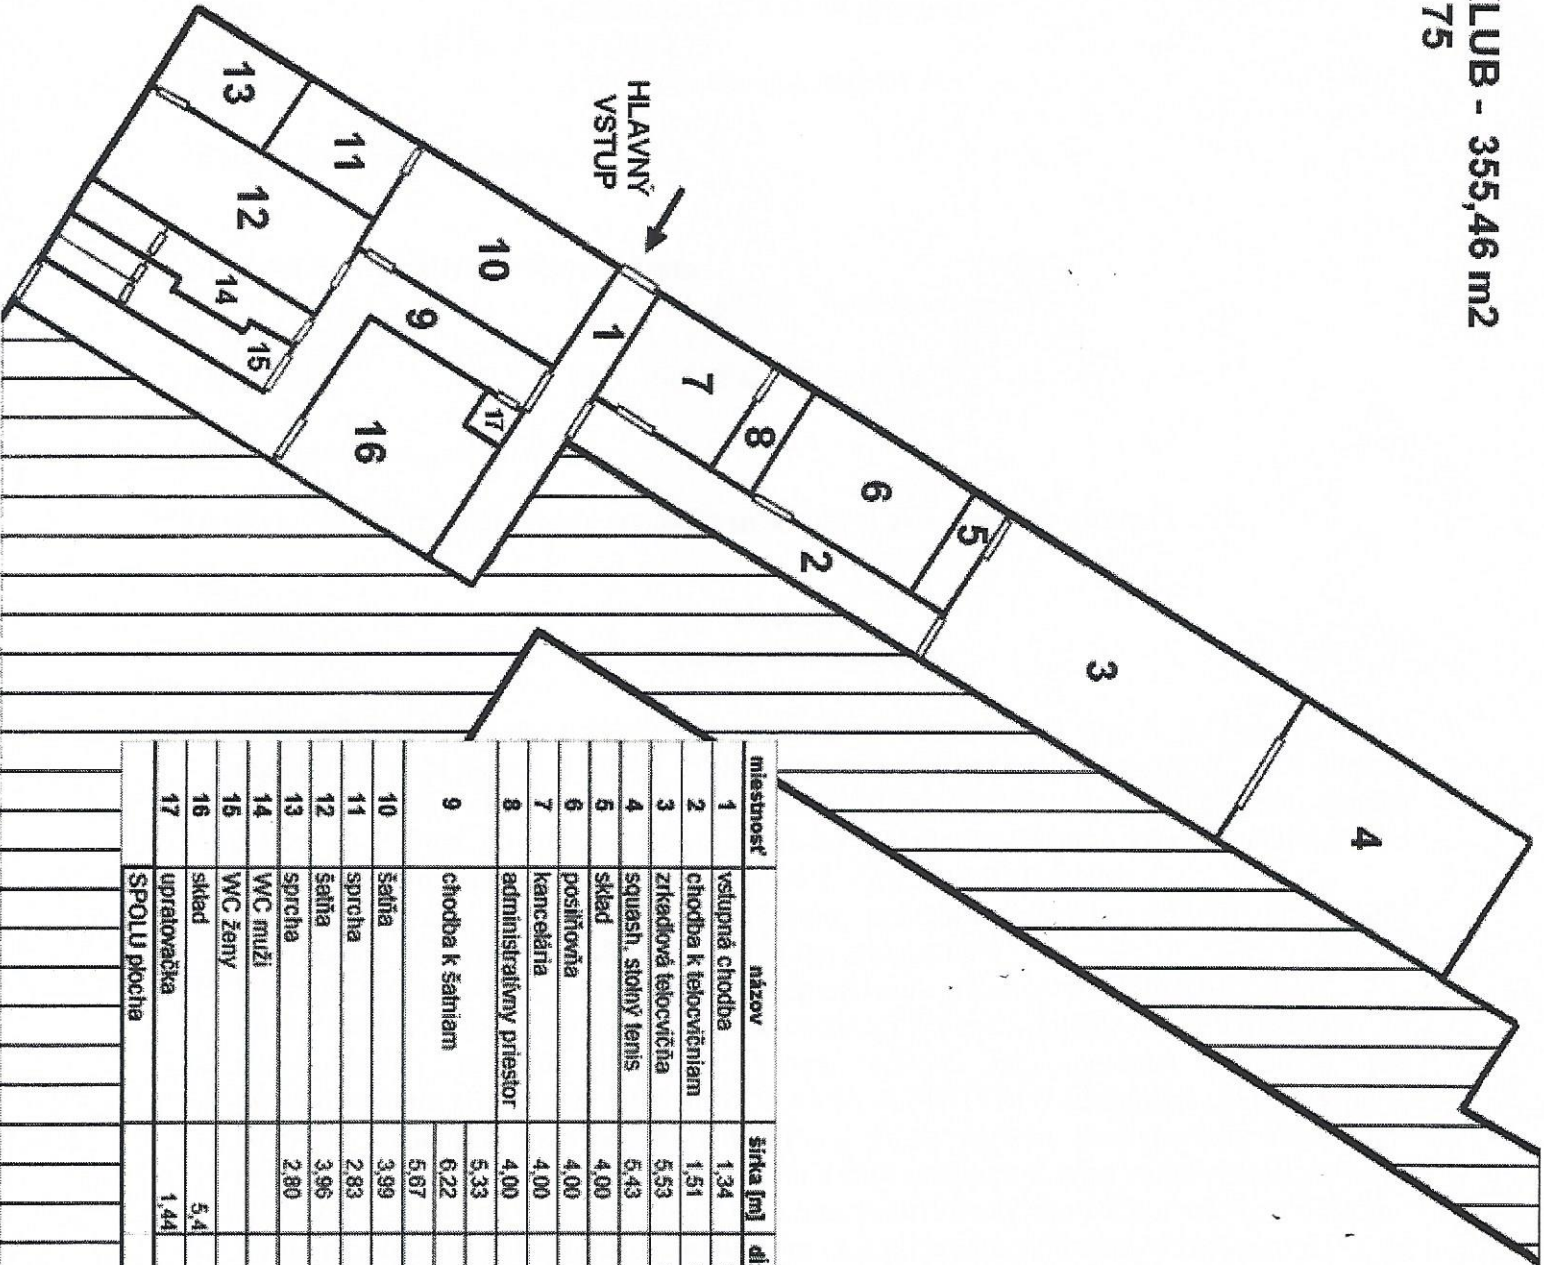 LUB - 355,46 m2
75
HLAVNÝ
VSTUP
4
3
5
6
2
8
7
1
10
17
9
16
11
12
14
15
13
miestnosť názov šírka [m]
1 vstupná chodba 1,34
2 chodba k telocvičniam 1,51
3 zrkadlová telocvičňa 5,53
4 squash, stolný tenis 5,43
5 sklad 4,00
6 posilňovňa 4,00
7 kancelária 4,00
8 administratívny priestor 4,00
9 chodba k šatniam 5,33
6,22
5,67
10 šatňa 3,99
11 sprcha 2,83
12 šatňa 3,96
13 sprcha 2,80
14 WC muži
15 WC ženy
16 sklad 5,4
17 upratovačka 1,44
SPOLU plocha